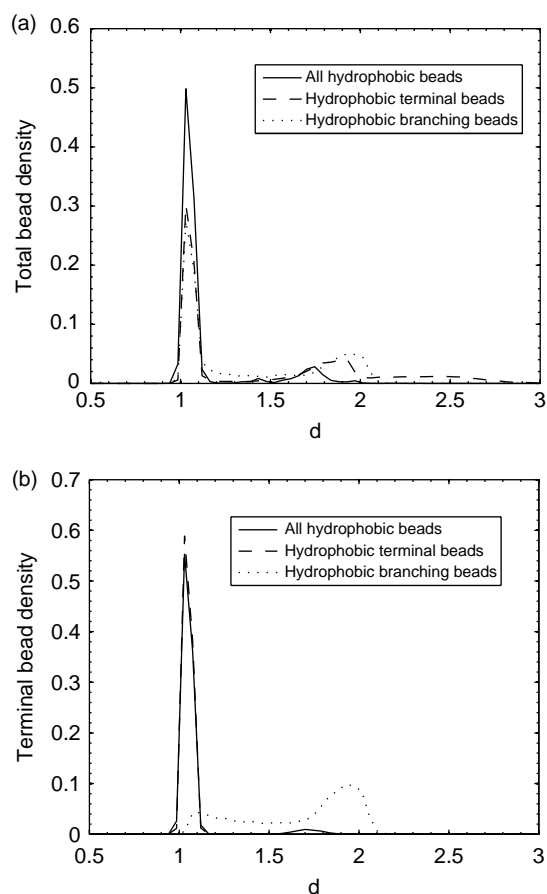 (a)
0.6
0.5
0.4
0.3
0.2
0.1
0
Total bead density
All hydrophobic beads
Hydrophobic terminal beads
Hydrophobic branching beads
0.5
1
1.5
2
2.5
3
d
(b)
0.7
0.6
0.5
0.4
0.3
0.2
0.1
0
Terminal bead density
All hydrophobic beads
Hydrophobic terminal beads
Hydrophobic branching beads
0.5
1
1.5
2
2.5
3
d